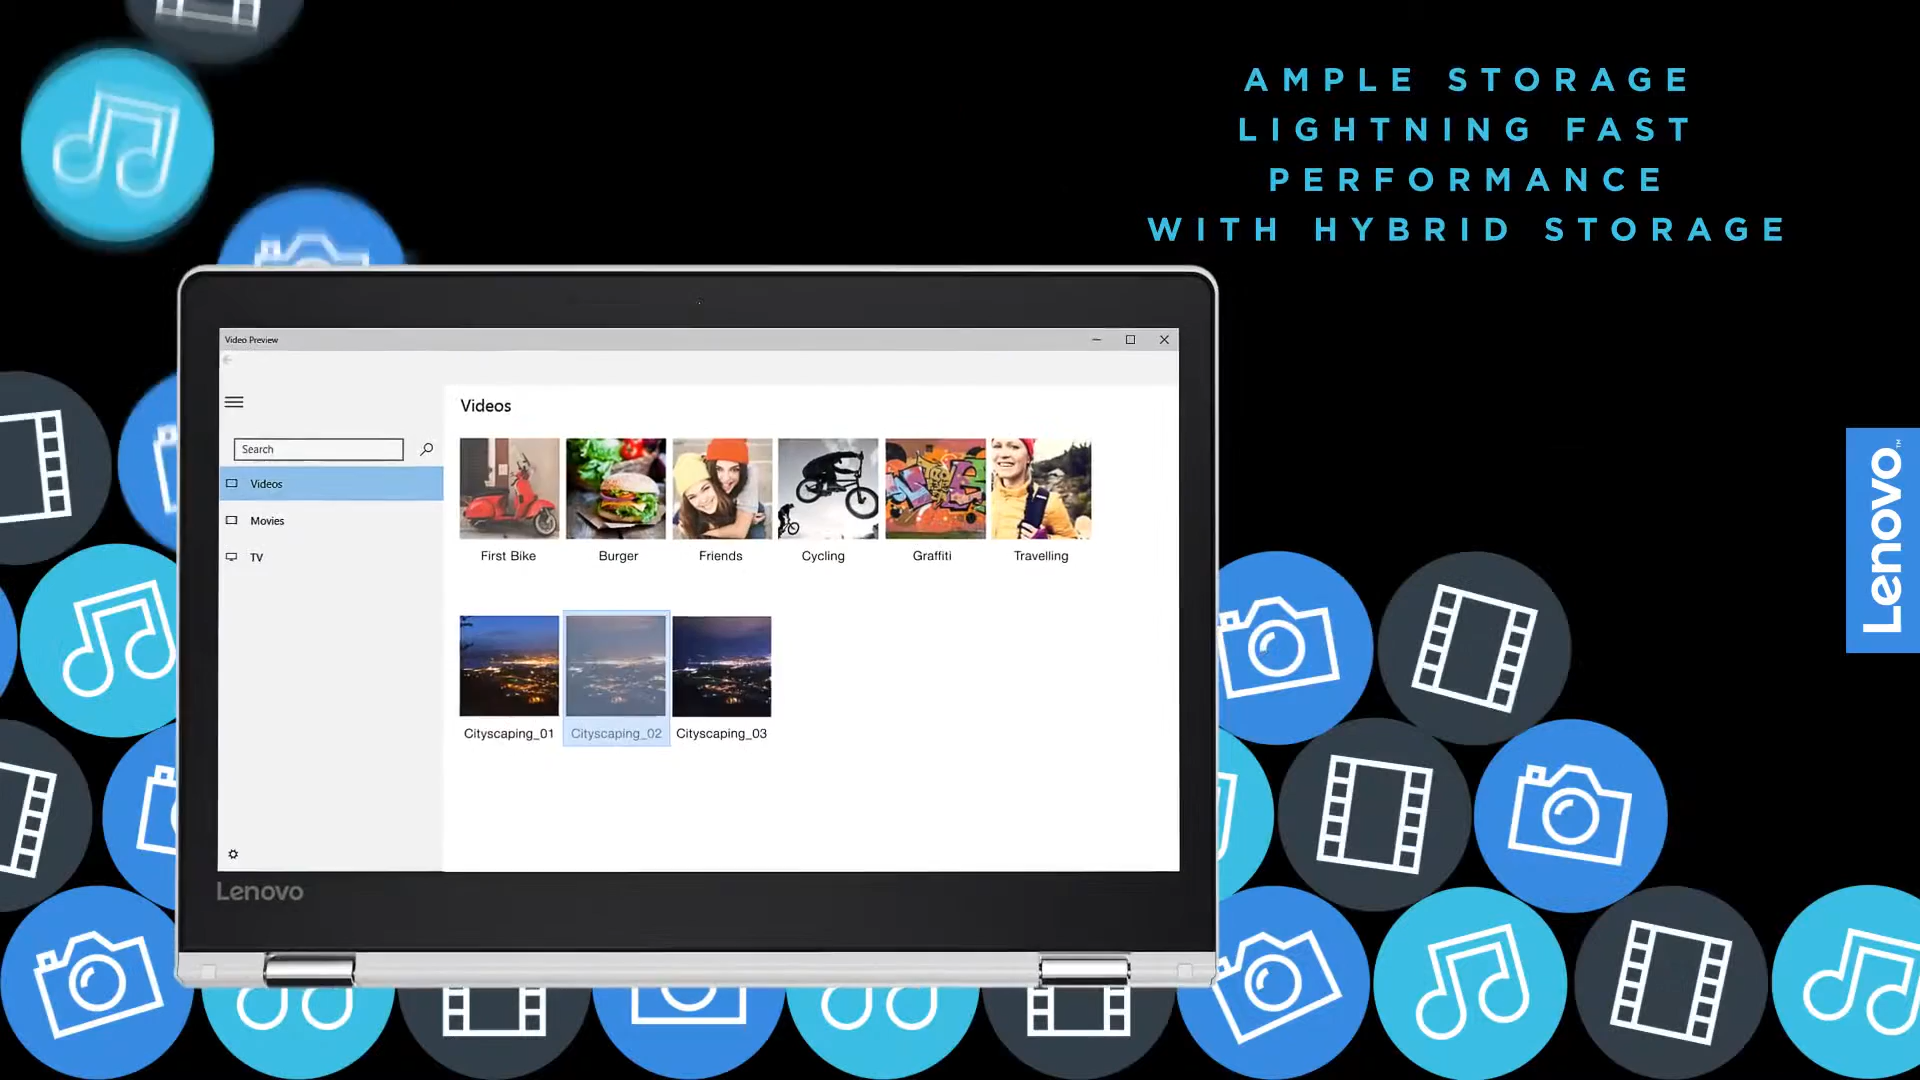 AMPLE STORAGE
LIGHTNING FAST
PERFORMANCE
WITH HYBRID STORAGE
Video Preview
Videos
Search
Videos
Movies
TV
First Bike
Burger
Friends
Cycling
Graffiti
Travelling
Cityscaping_01
Cityscaping_02
Cityscaping_03
Lenovo
Lenovo™